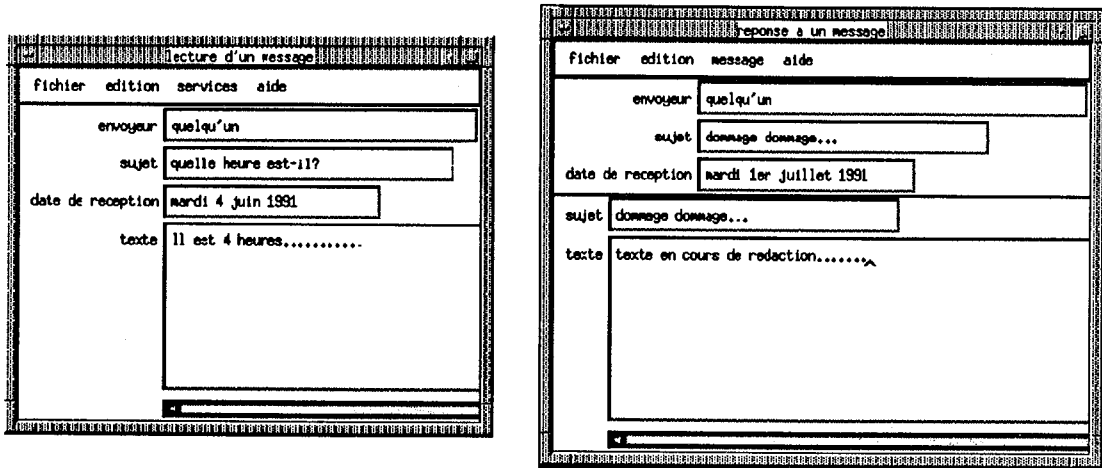 lecture d'un message
fichier edition services aide
envoyeur quelqu'un
sujet quelle heure est-il?
date de reception mardi 4 juin 1991
texte Il est 4 heures...........
reponse a un message
fichier edition message aide
envoyeur quelqu'un
sujet dommage dommage...
date de reception mardi 1er juillet 1991
sujet dommage dommage...
texte texte en cours de redaction.......^